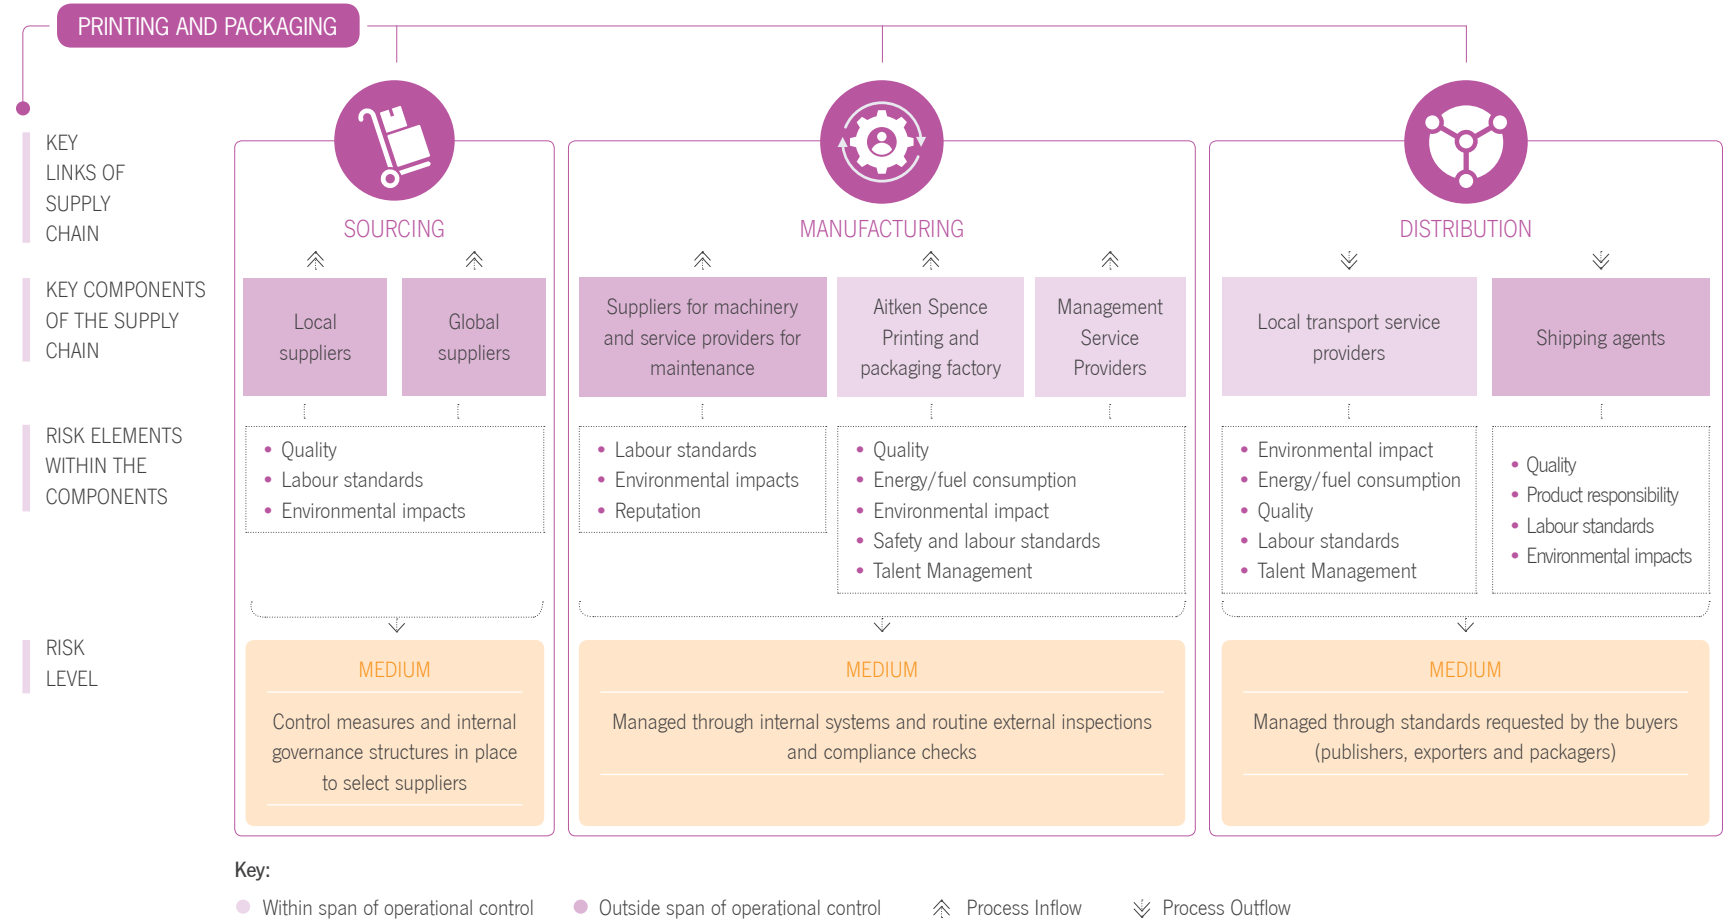 PRINTING AND PACKAGING
KEY
LINKS OF
SUPPLY
CHAIN
SOURCING
MANUFACTURING
DISTRIBUTION
KEY COMPONENTS
OF THE SUPPLY
CHAIN
Local
suppliers
Global
suppliers
Suppliers for machinery
and service providers for
maintenance
Aitken Spence
Printing and
packaging factory
Management
Service
Providers
Local transport service
providers
Shipping agents
RISK ELEMENTS
WITHIN THE
COMPONENTS
• Quality
• Labour standards
• Environmental impacts
• Labour standards
• Environmental impacts
• Reputation
• Quality
• Energy/fuel consumption
• Environmental impact
• Safety and labour standards
• Talent Management
• Environmental impact
• Energy/fuel consumption
• Quality
• Labour standards
• Talent Management
• Quality
• Product responsibility
• Labour standards
• Environmental impacts
RISK
LEVEL
MEDIUM
Control measures and internal
governance structures in place
to select suppliers
MEDIUM
Managed through internal systems and routine external inspections
and compliance checks
MEDIUM
Managed through standards requested by the buyers
(publishers, exporters and packagers)
Key:
Within span of operational control
Outside span of operational control
Process Inflow
Process Outflow